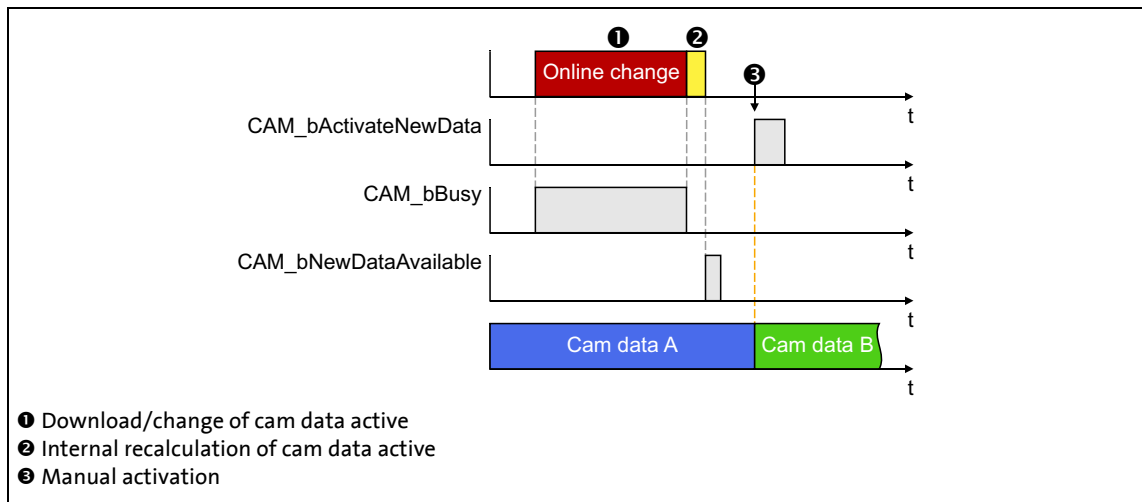 ❶ ❷
Online change ❸
t
CAM_bActivateNewData
t
CAM_bBusy
t
CAM_bNewDataAvailable
t
Cam data A Cam data B
t
❶ Download/change of cam data active
❷ Internal recalculation of cam data active
❸ Manual activation